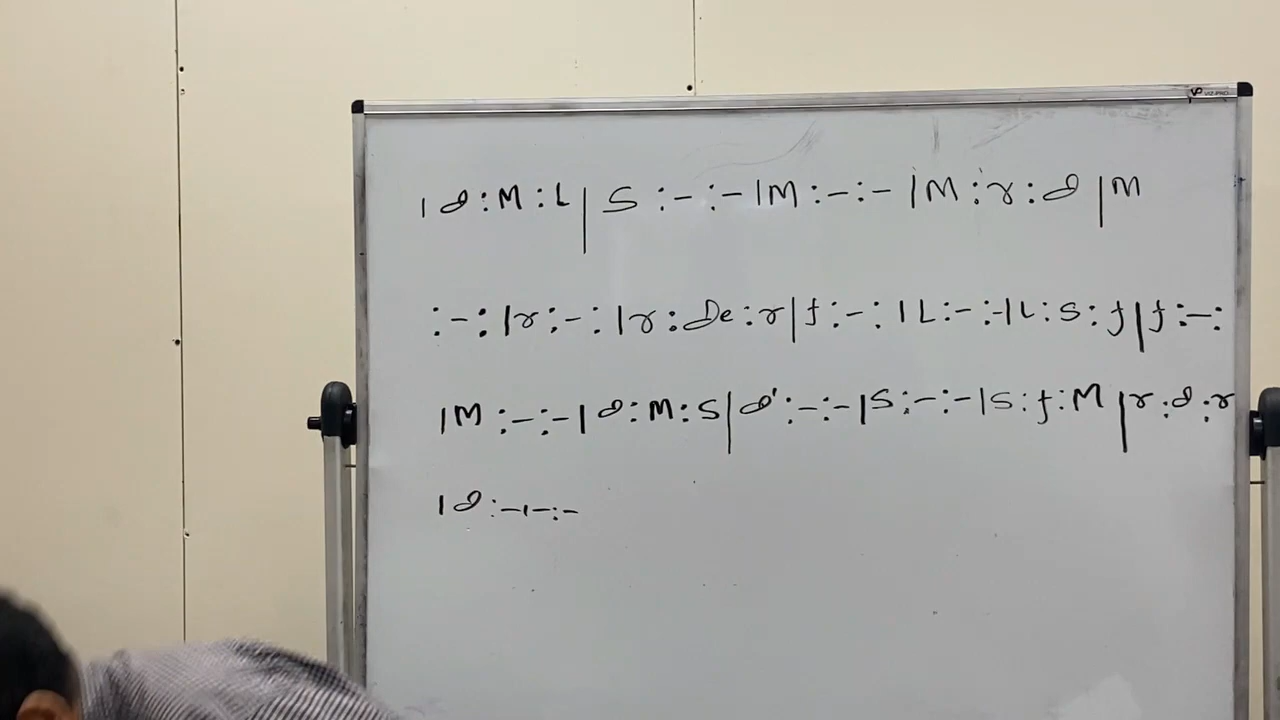 | d : M : L | S : – : – | M : – : – | M : r : d | M
: – : | r : – : | r : De : r | f : – : | L : – : – | L : S : f | f : – :
| M : – : – | d : M : S | d' : – : – | S : – : – | S : f : M | r : d : r
| d : – | – : –